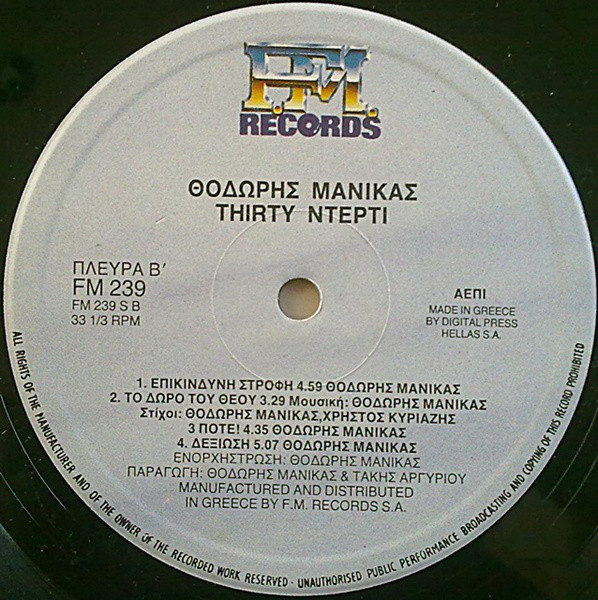 F.M.
RECORDS
ΘΟΔΩΡΗΣ ΜΑΝΙΚΑΣ
THIRTY ΝΤΕΡΤΙ
ΠΛΕΥΡΑ Β'
FM 239
FM 239 S B
33 1/3 RPM
ΑΕΠΙ
MADE IN GREECE
BY DIGITAL PRESS
HELLAS S.A.
1. ΕΠΙΚΙΝΔΥΝΗ ΣΤΡΟΦΗ 4.59 ΘΟΔΩΡΗΣ ΜΑΝΙΚΑΣ
2. ΤΟ ΔΩΡΟ ΤΟΥ ΘΕΟΥ 3.29 Μουσική: ΘΟΔΩΡΗΣ ΜΑΝΙΚΑΣ
Στίχοι: ΘΟΔΩΡΗΣ ΜΑΝΙΚΑΣ,ΧΡΗΣΤΟΣ ΚΥΡΙΑΖΗΣ
3 ΠΟΤΕ! 4.35 ΘΟΔΩΡΗΣ ΜΑΝΙΚΑΣ
4. ΔΕΞΙΩΣΗ 5.07 ΘΟΔΩΡΗΣ ΜΑΝΙΚΑΣ
ΕΝΟΡΧΗΣΤΡΩΣΗ: ΘΟΔΩΡΗΣ ΜΑΝΙΚΑΣ
ΠΑΡΑΓΩΓΗ: ΘΟΔΩΡΗΣ ΜΑΝΙΚΑΣ & ΤΑΚΗΣ ΑΡΓΥΡΙΟΥ
MANUFACTURED AND DISTRIBUTED
IN GREECE BY F.M. RECORDS S.A.
ALL RIGHTS OF THE MANUFACTURER AND OF THE OWNER OF THE RECORDED WORK RESERVED · UNAUTHORISED PUBLIC PERFORMANCE BROADCASTING AND COPYING OF THIS RECORD PROHIBITED